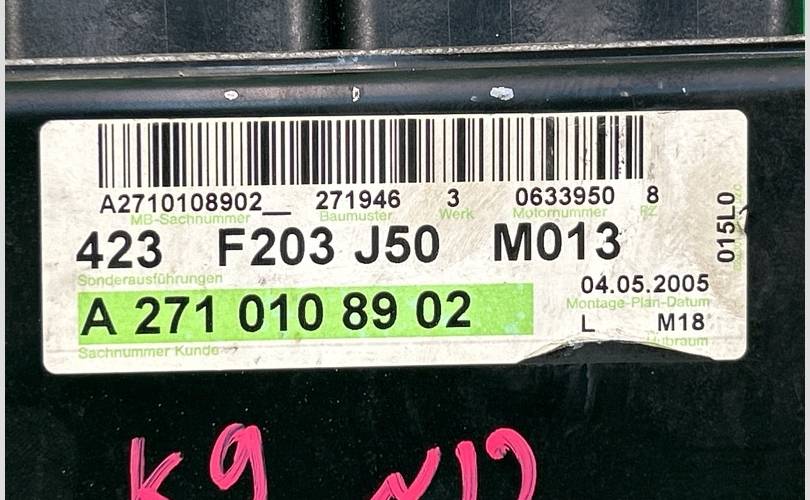 A2710108902__ 271946 3 0633950 8
MB-Sachnummer Baumuster Werk Motornummer PZ
423 F203 J50 M013
015L0
Sonderausführungen
04.05.2005
Montage-Plan-Datum
A 271 010 89 02
L M18
Hubraum
Sachnummer Kunde
K9